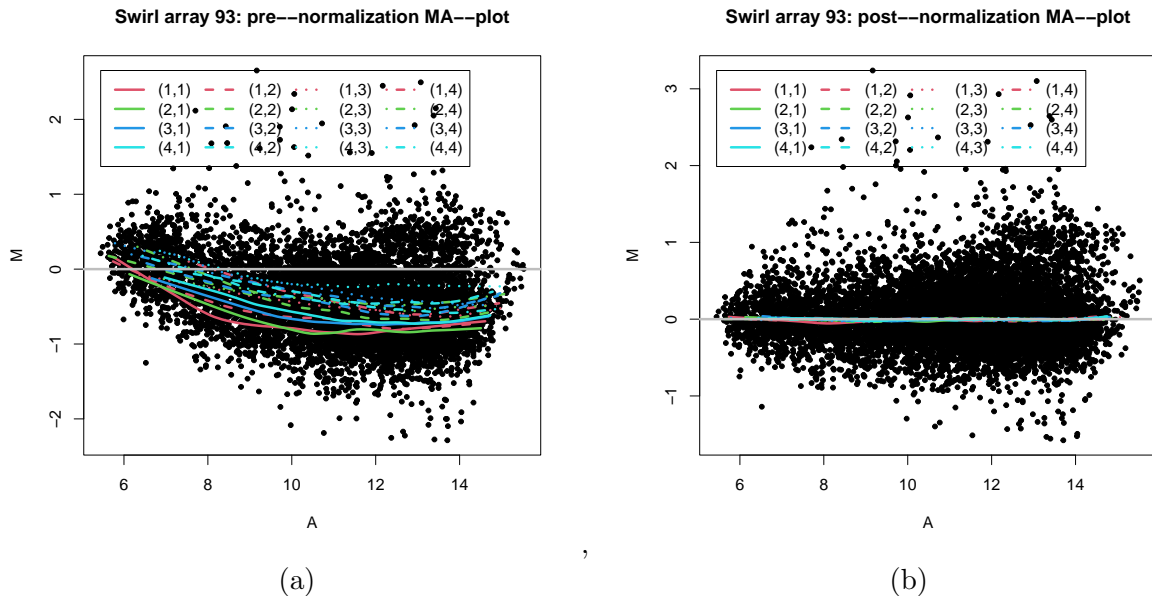 Swirl array 93: pre−−normalization MA−−plot
(1,1) (1,2) (1,3) (1,4)
(2,1) (2,2) (2,3) (2,4)
(3,1) (3,2) (3,3) (3,4)
(4,1) (4,2) (4,3) (4,4)
2
1
0
−1
−2
M
6 8 10 12 14
A
(a)
,
Swirl array 93: post−−normalization MA−−plot
(1,1) (1,2) (1,3) (1,4)
(2,1) (2,2) (2,3) (2,4)
(3,1) (3,2) (3,3) (3,4)
(4,1) (4,2) (4,3) (4,4)
3
2
1
0
−1
M
6 8 10 12 14
A
(b)